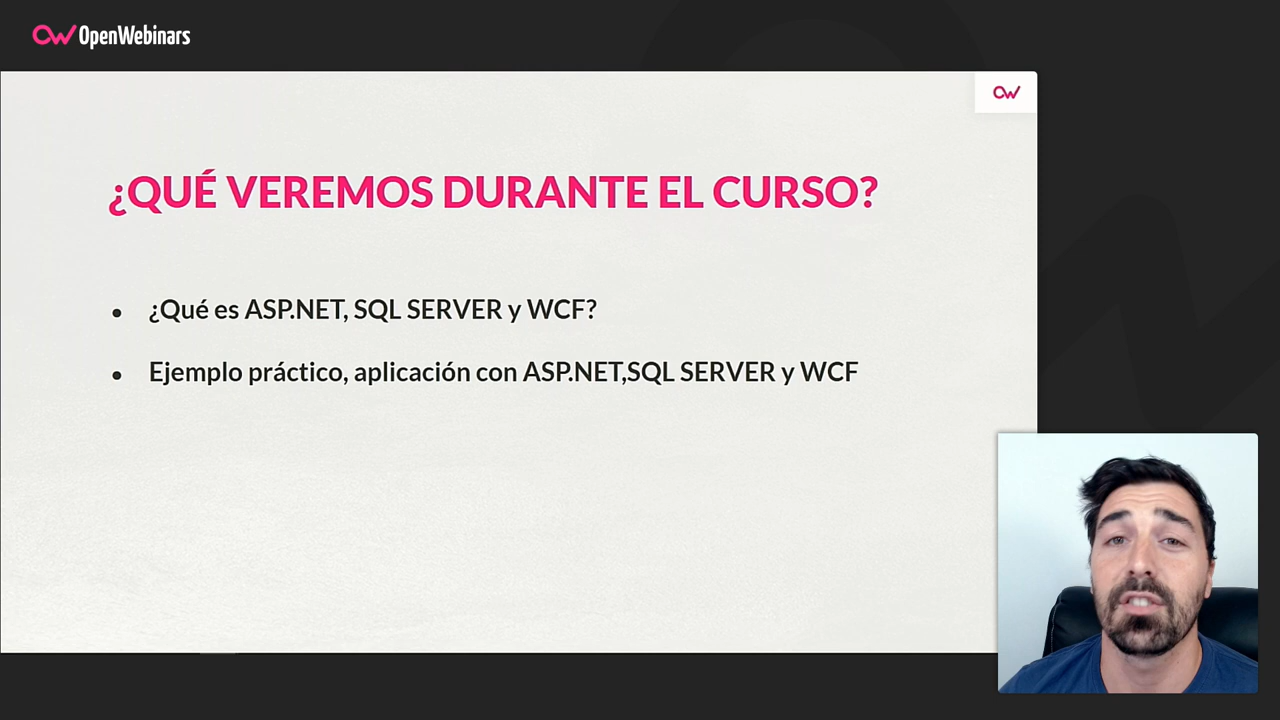 OpenWebinars
¿QUÉ VEREMOS DURANTE EL CURSO?
• ¿Qué es ASP.NET, SQL SERVER y WCF?
• Ejemplo práctico, aplicación con ASP.NET,SQL SERVER y WCF